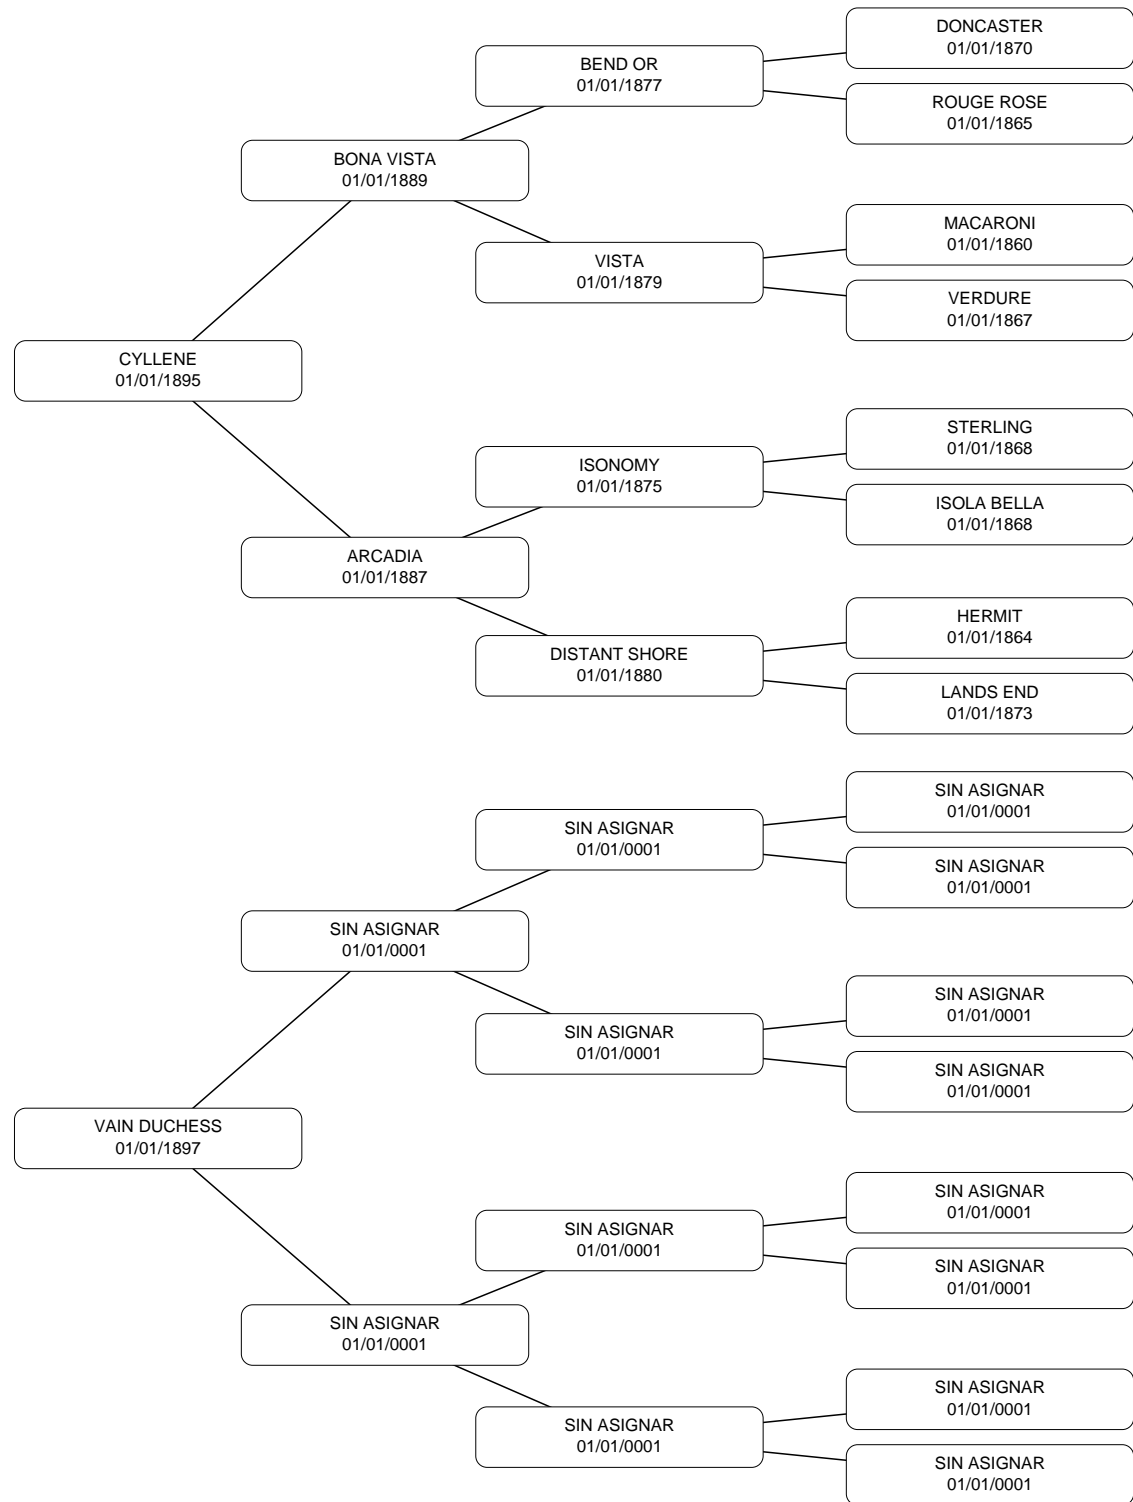 DONCASTER
01/01/1870
BEND OR
01/01/1877
ROUGE ROSE
01/01/1865
BONA VISTA
01/01/1889
MACARONI
01/01/1860
VISTA
01/01/1879
VERDURE
01/01/1867
CYLLENE
01/01/1895
STERLING
01/01/1868
ISONOMY
01/01/1875
ISOLA BELLA
01/01/1868
ARCADIA
01/01/1887
HERMIT
01/01/1864
DISTANT SHORE
01/01/1880
LANDS END
01/01/1873
SIN ASIGNAR
01/01/0001
SIN ASIGNAR
01/01/0001
SIN ASIGNAR
01/01/0001
SIN ASIGNAR
01/01/0001
SIN ASIGNAR
01/01/0001
SIN ASIGNAR
01/01/0001
SIN ASIGNAR
01/01/0001
VAIN DUCHESS
01/01/1897
SIN ASIGNAR
01/01/0001
SIN ASIGNAR
01/01/0001
SIN ASIGNAR
01/01/0001
SIN ASIGNAR
01/01/0001
SIN ASIGNAR
01/01/0001
SIN ASIGNAR
01/01/0001
SIN ASIGNAR
01/01/0001